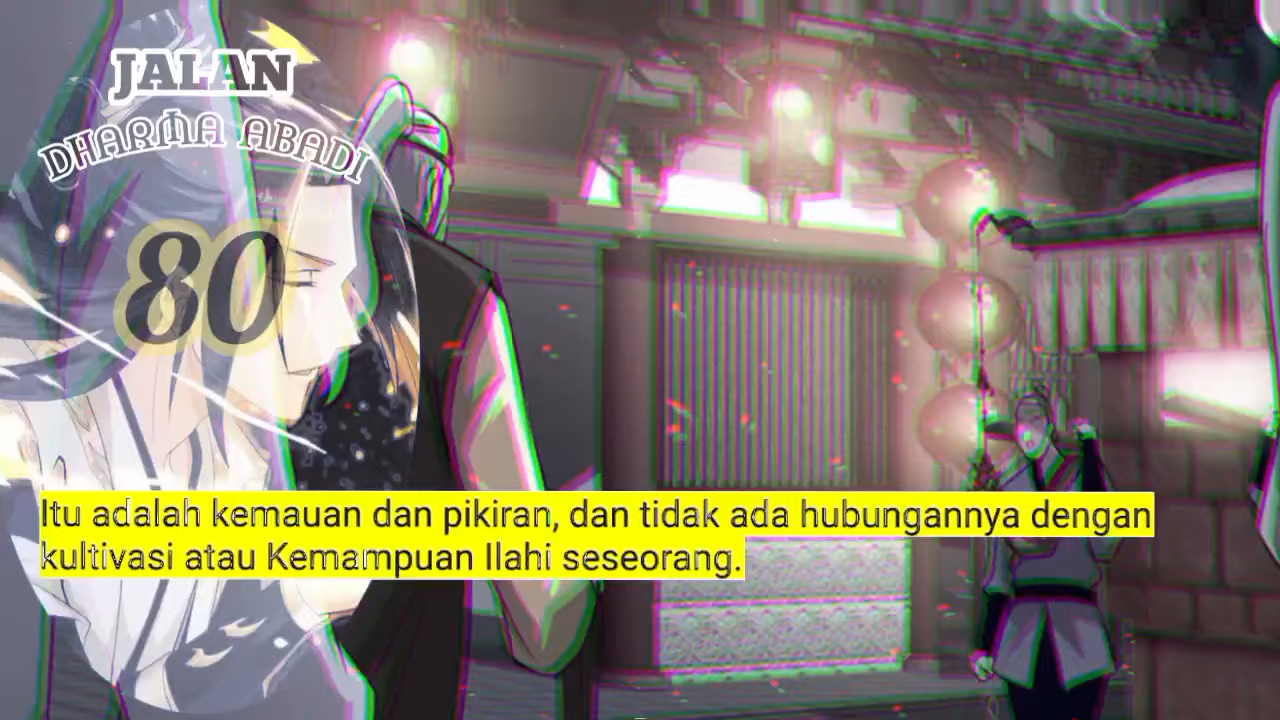 JALAN
DHARMA ABADI
80
Itu adalah kemauan dan pikiran, dan tidak ada hubungannya dengan
kultivasi atau Kemampuan Ilahi seseorang.